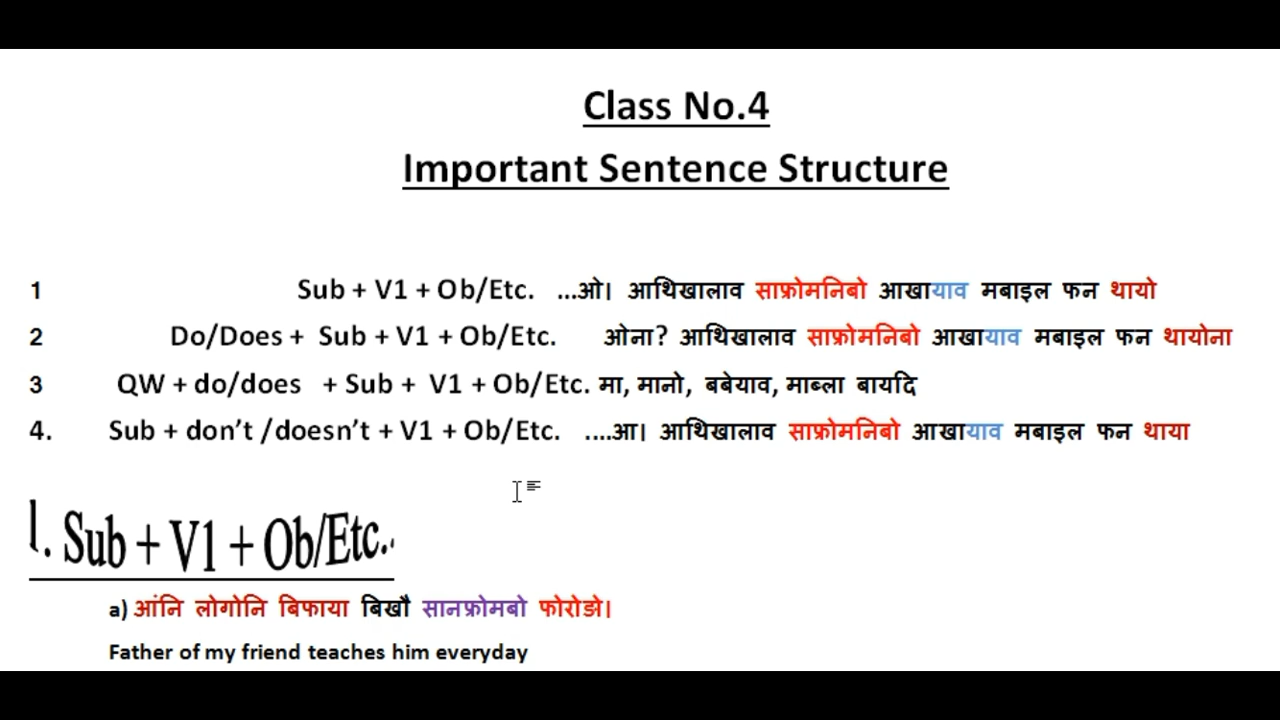 Class No.4
Important Sentence Structure
1 Sub + V1 + Ob/Etc. ...ओ। आथिखालाव साफ्रोमनिबो आखायाव मबाइल फन थायो
2 Do/Does + Sub + V1 + Ob/Etc. ओना? आथिखालाव साफ्रोमनिबो आखायाव मबाइल फन थायोना
3 QW + do/does + Sub + V1 + Ob/Etc. मा, मानो, बबेयाव, माब्ला बायदि
4. Sub + don't /doesn't + V1 + Ob/Etc. ....आ। आथिखालाव साफ्रोमनिबो आखायाव मबाइल फन थाया
1. Sub + V1 + Ob/Etc..
a) आंनि लोगोनि बिफाया बिखौ सानफ्रोमबो फोरोङो।
Father of my friend teaches him everyday